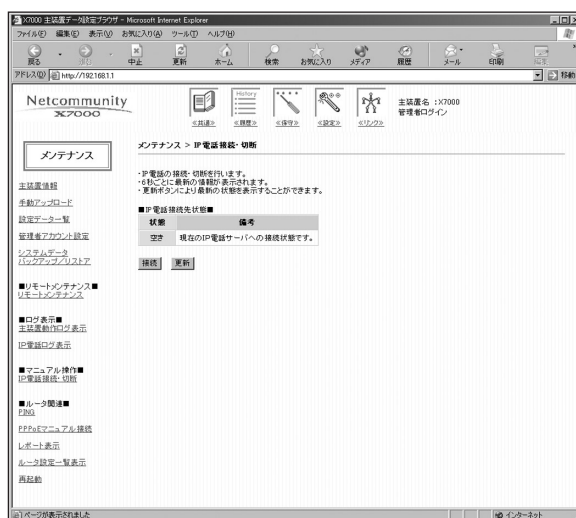 X7000 主装置データ設定ブラウザ - Microsoft Internet Explorer
ファイル(F) 編集(E) 表示(V) お気に入り(A) ツール(T) ヘルプ(H)
戻る 中止 更新 ホーム 検索 お気に入り メディア 履歴 メール 印刷 編集
アドレス(D) http://192.168.1.1 移動
Netcommunity
X7000
History
≪共通≫ ≪履歴≫ ≪保守≫ ≪設定≫ ≪リンク≫
主装置名 :X7000
管理者ログイン
メンテナンス
メンテナンス > IP電話接続・切断
・IP電話の接続・切断を行います。
・6秒ごとに最新の情報が表示されます。
・更新ボタンにより最新の状態を表示することができます。
■IP電話接続先状態■
状態 備考
空き 現在のIP電話サーバへの接続状態です。
接続 更新
主装置情報
手動アップロード
設定データ一覧
管理者アカウント設定
システムデータ
バックアップ/リストア
■リモートメンテナンス■
リモートメンテナンス
■ログ表示■
主装置動作ログ表示
IP電話ログ表示
■マニュアル操作■
IP電話接続・切断
■ルータ関連■
PING
PPPoEマニュアル接続
レポート表示
ルータ設定一覧表示
再起動
ページが表示されました インターネット